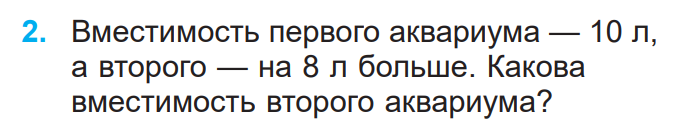 2. Вместимость первого аквариума — 10 л,
а второго — на 8 л больше. Какова
вместимость второго аквариума?